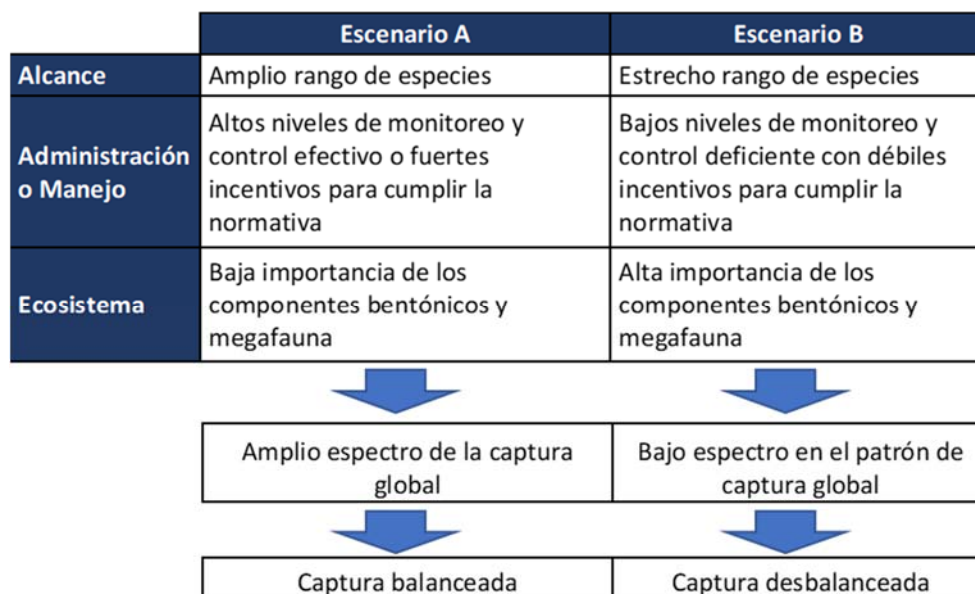 Escenario A
Escenario B
Alcance
Amplio rango de especies
Estrecho rango de especies
Administración
o Manejo
Altos niveles de monitoreo y
control efectivo o fuertes
incentivos para cumplir la
normativa
Bajos niveles de monitoreo y
control deficiente con débiles
incentivos para cumplir la
normativa
Ecosistema
Baja importancia de los
componentes bentónicos y
megafauna
Alta importancia de los
componentes bentónicos y
megafauna
Amplio espectro de la captura
global
Bajo espectro en el patrón de
captura global
Captura balanceada
Captura desbalanceada